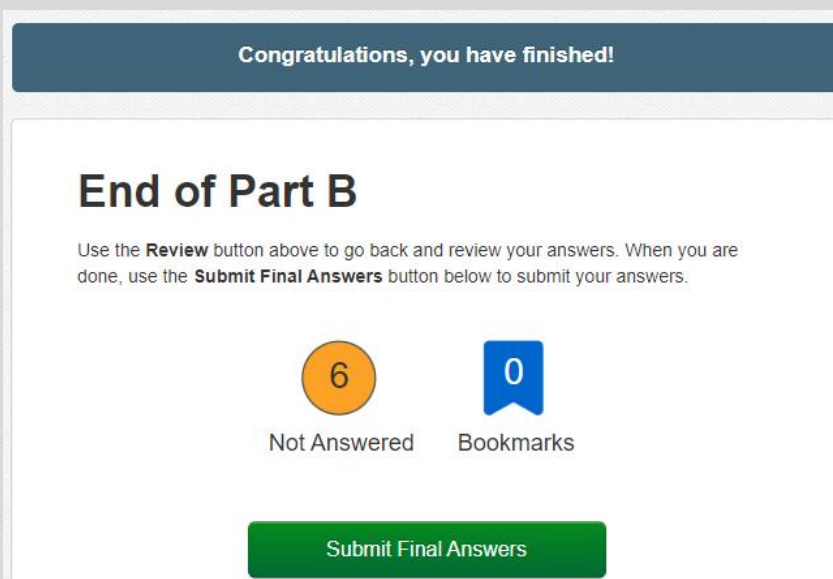 Congratulations, you have finished!
End of Part B
Use the Review button above to go back and review your answers. When you are
done, use the Submit Final Answers button below to submit your answers.
6 0
Not Answered Bookmarks
Submit Final Answers